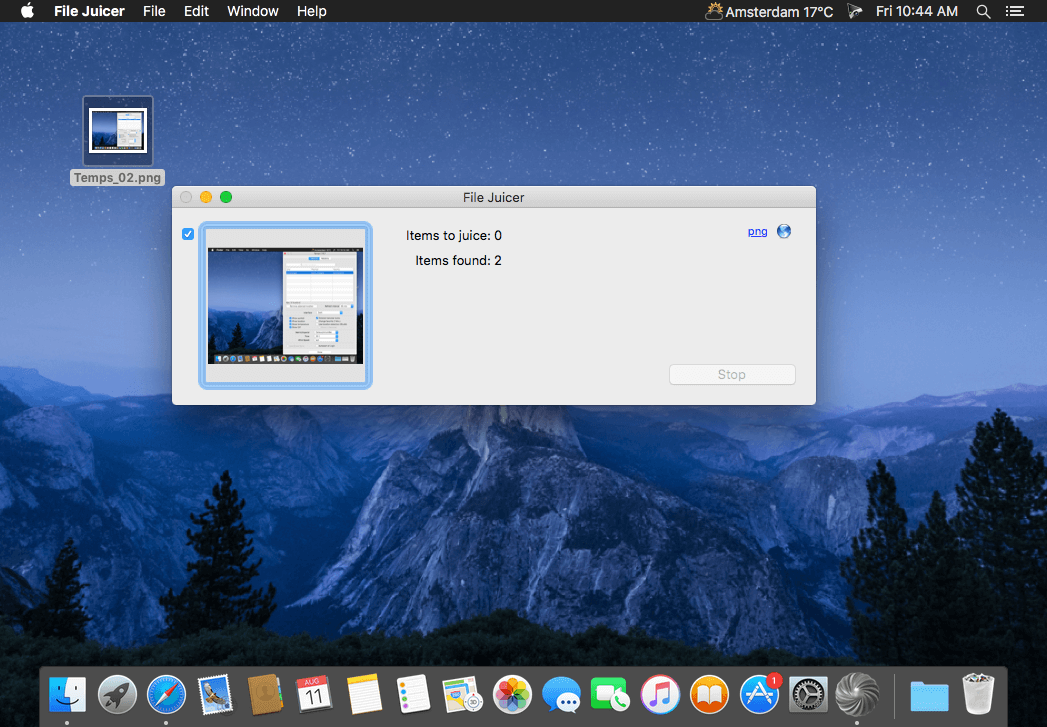 File Juicer File Edit Window Help Amsterdam 17°C Fri 10:44 AM
Temps_02.png
File Juicer
Items to juice: 0
png
Items found: 2
Stop
AUG
11
3D
1